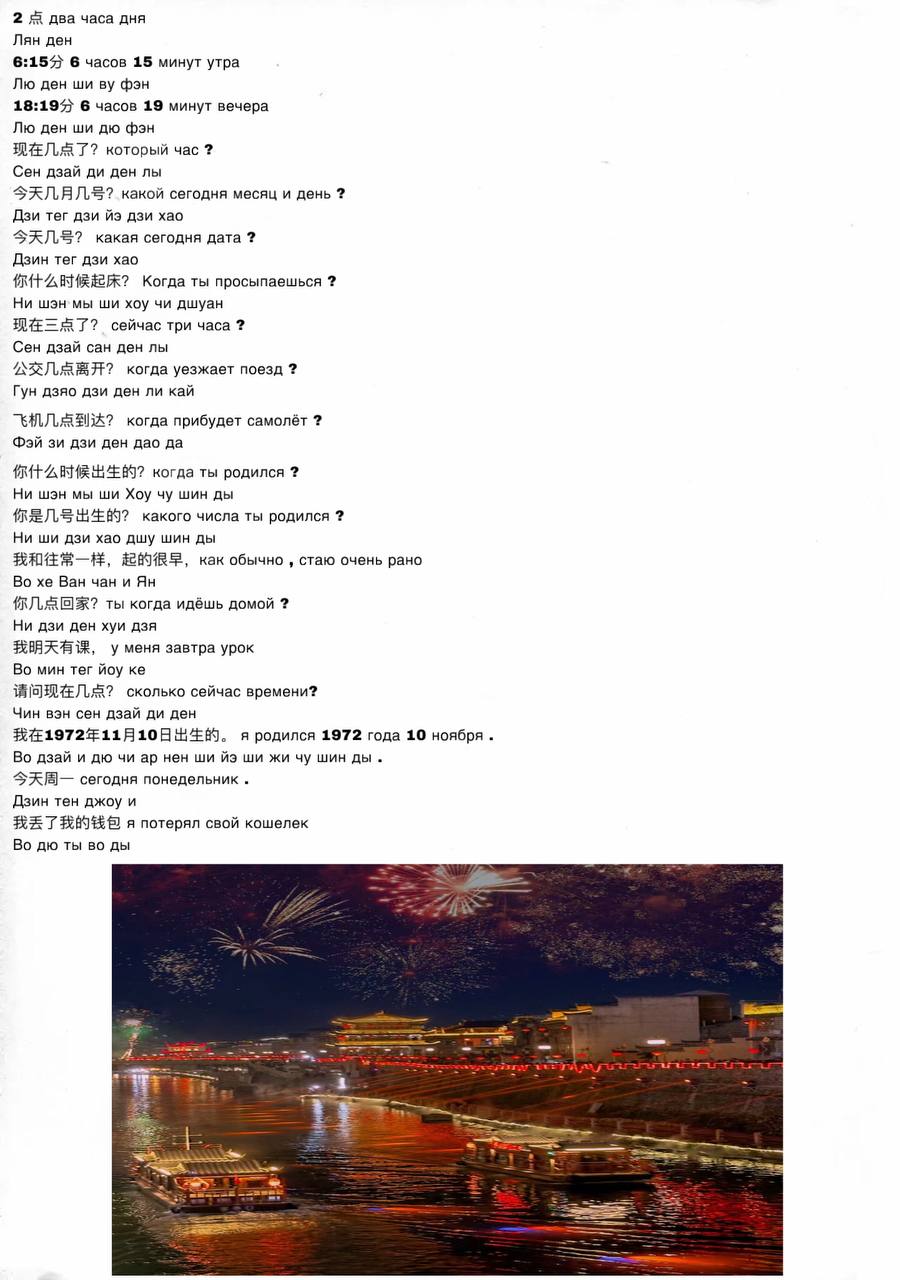 2 点 два часа дня
Лян ден
6:15分 6 часов 15 минут утра
Лю ден ши ву фэн
18:19分 6 часов 19 минут вечера
Лю ден ши дю фэн
现在几点了? который час ?
Сен дзай ди ден лы
今天几月几号? какой сегодня месяц и день ?
Дзи тег дзи йэ дзи хао
今天几号? какая сегодня дата ?
Дзин тег дзи хао
你什么时候起床? Когда ты просыпаешься ?
Ни шэн мы ши хоу чи дшуан
现在三点了? сейчас три часа ?
Сен дзай сан ден лы
公交几点离开? когда уезжает поезд ?
Гун дзяо дзи ден ли кай
飞机几点到达? когда прибудет самолёт ?
Фэй зи дзи ден дао да
你什么时候出生的? когда ты родился ?
Ни шэн мы ши Хоу чу шин ды
你是几号出生的? какого числа ты родился ?
Ни ши дзи хао дшу шин ды
我和往常一样，起的很早，как обычно , стаю очень рано
Во хе Ван чан и Ян
你几点回家? ты когда идёшь домой ?
Ни дзи ден хуи дзя
我明天有课， у меня завтра урок
Во мин тег йоу ке
请问现在几点? сколько сейчас времени?
Чин вэн сен дзай ди ден
我在1972年11月10日出生的。 я родился 1972 года 10 ноября .
Во дзай и дю чи ар нен ши йэ ши жи чу шин ды .
今天周一 сегодня понедельник .
Дзин тен джоу и
我丢了我的钱包 я потерял свой кошелек
Во дю ты во ды